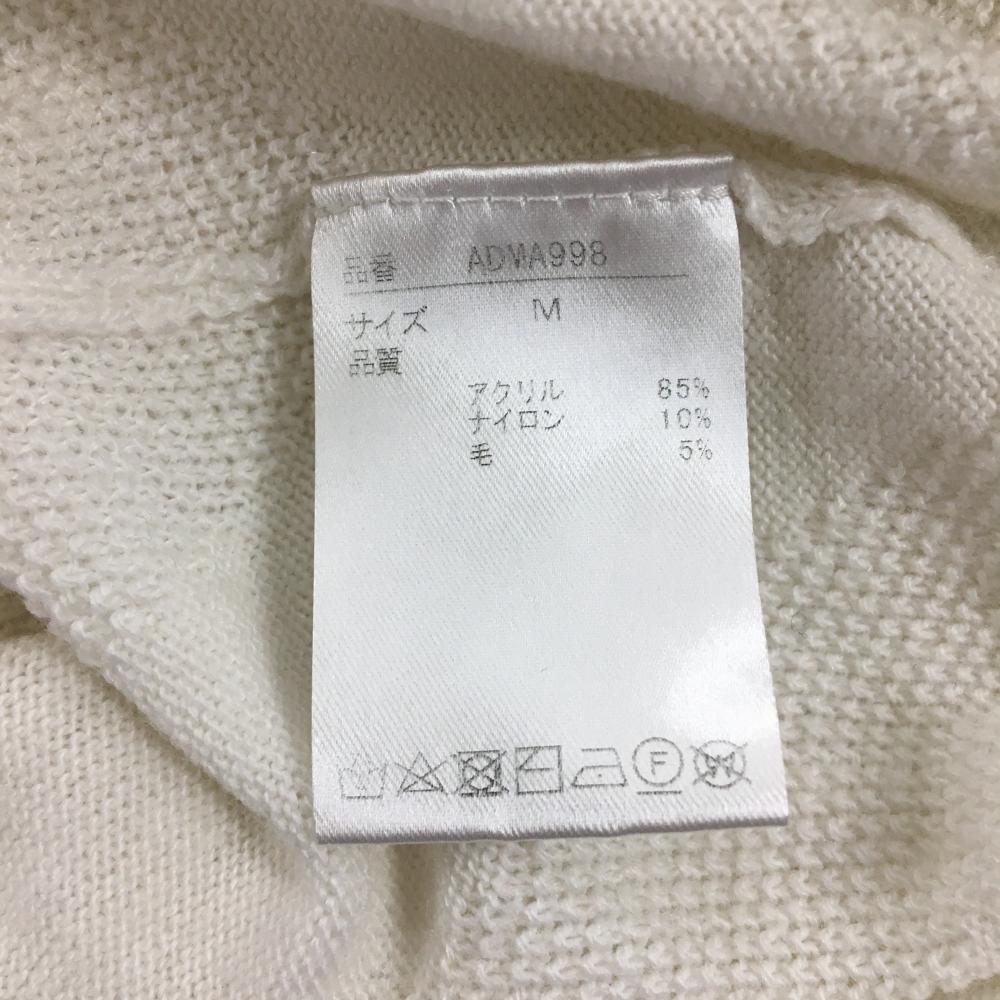 品番 ADMA998
サイズ M
品質
アクリル 85%
ナイロン 10%
毛 5%
F
W